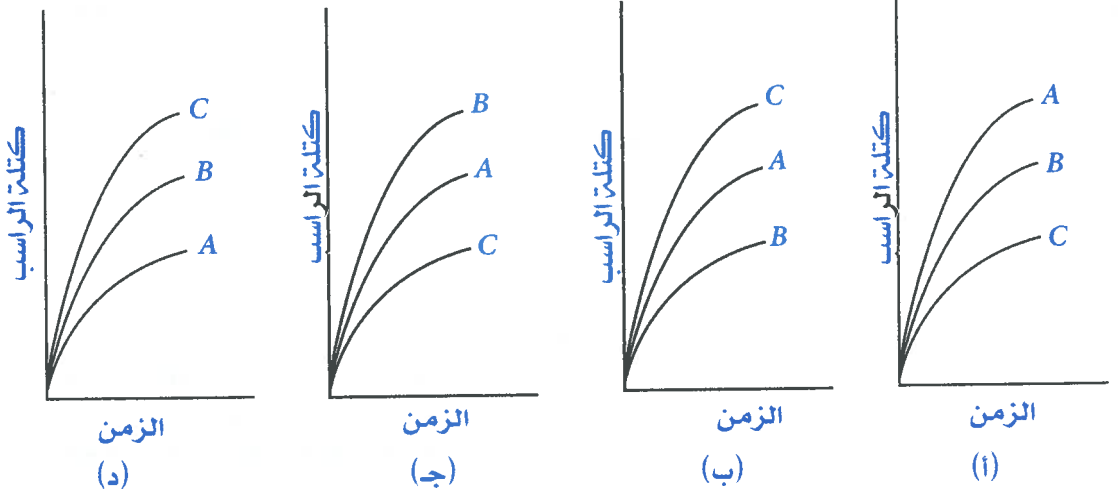 A
B
C
كتلة الراسب
الزمن
(أ)
C
A
B
كتلة الراسب
الزمن
(ب)
B
A
C
كتلة الراسب
الزمن
(جـ)
C
B
A
كتلة الراسب
الزمن
(د)